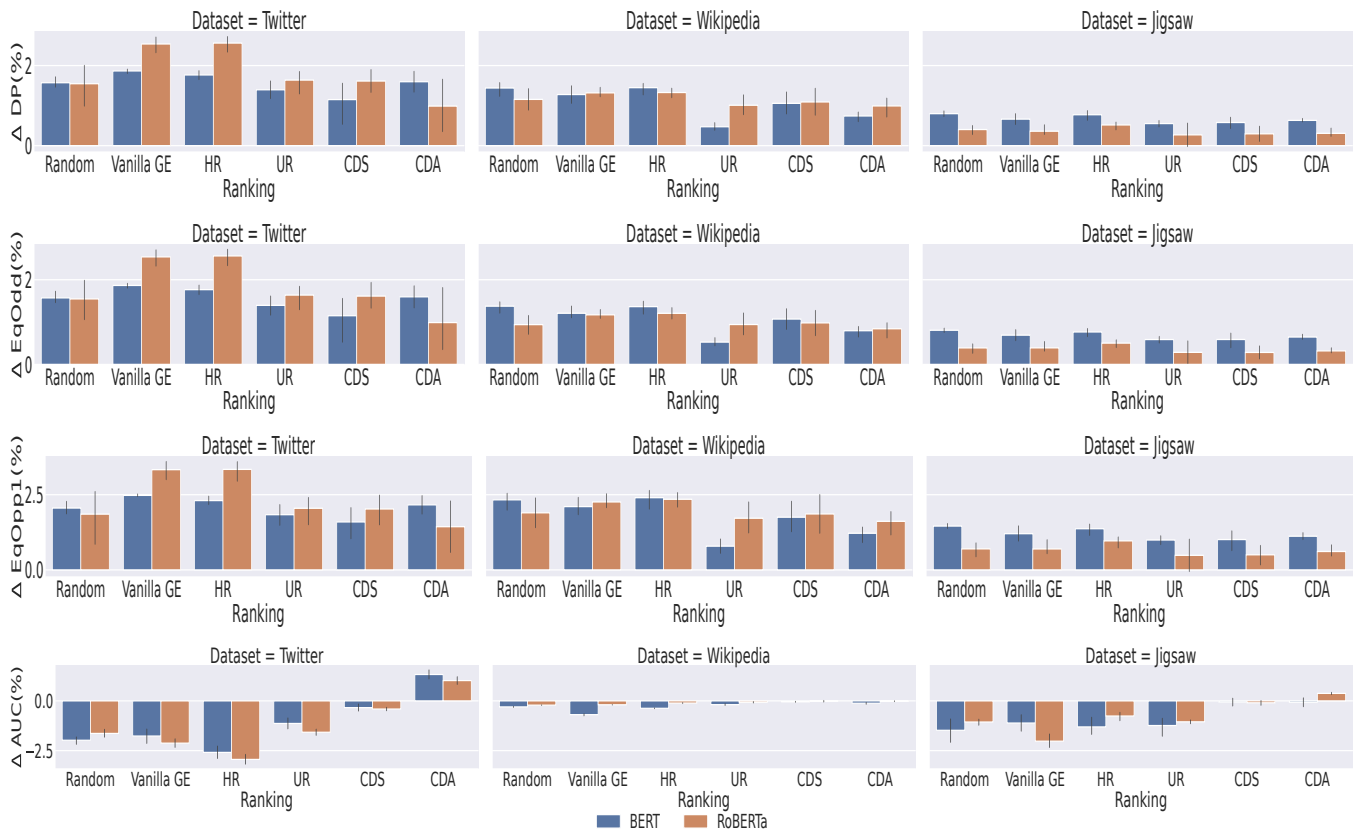 Dataset = Twitter Dataset = Wikipedia Dataset = Jigsaw
Δ DP(%)
2
0
Random Vanilla GE HR UR CDS CDA Random Vanilla GE HR UR CDS CDA Random Vanilla GE HR UR CDS CDA
Ranking Ranking Ranking
Dataset = Twitter Dataset = Wikipedia Dataset = Jigsaw
Δ EqOdd(%)
2
0
Random Vanilla GE HR UR CDS CDA Random Vanilla GE HR UR CDS CDA Random Vanilla GE HR UR CDS CDA
Ranking Ranking Ranking
Dataset = Twitter Dataset = Wikipedia Dataset = Jigsaw
Δ EqOpp1(%)
2.5
0.0
Random Vanilla GE HR UR CDS CDA Random Vanilla GE HR UR CDS CDA Random Vanilla GE HR UR CDS CDA
Ranking Ranking Ranking
Dataset = Twitter Dataset = Wikipedia Dataset = Jigsaw
Δ AUC(%)
0.0
−2.5
Random Vanilla GE HR UR CDS CDA Random Vanilla GE HR UR CDS CDA Random Vanilla GE HR UR CDS CDA
Ranking Ranking Ranking
BERT RoBERTa